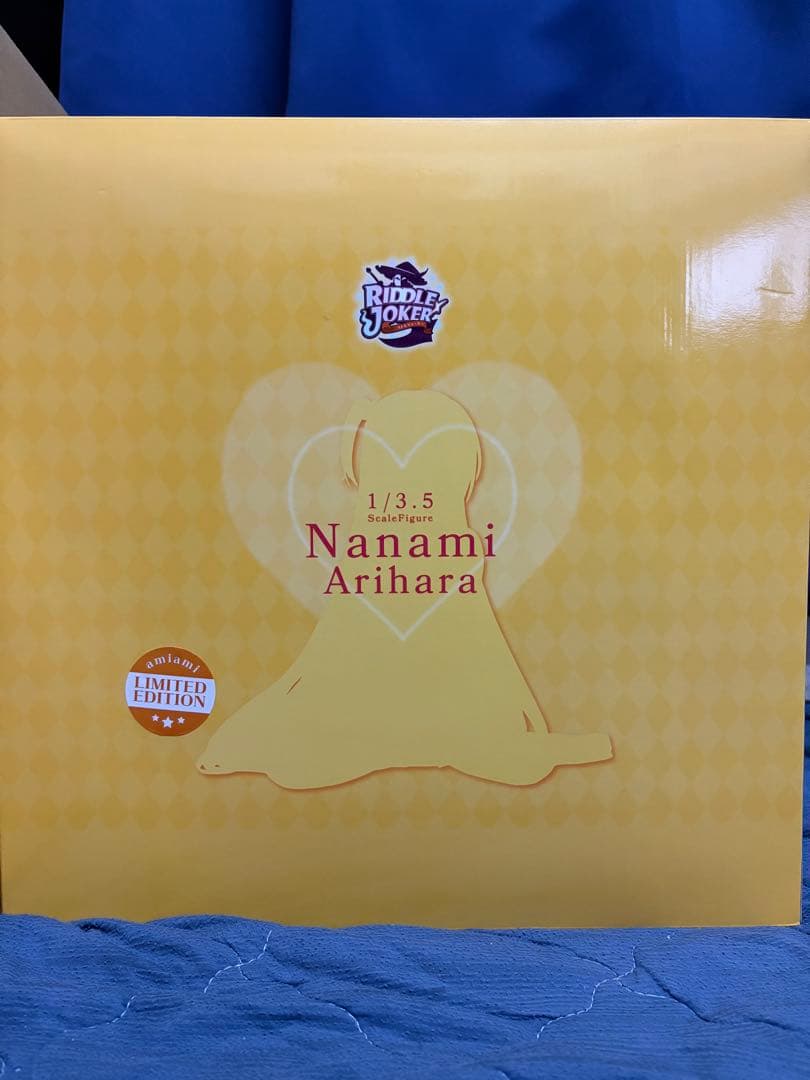 RIDDLE
JOKER
1/3.5
ScaleFigure
Nanami
Arihara
amiami
LIMITED
EDITION